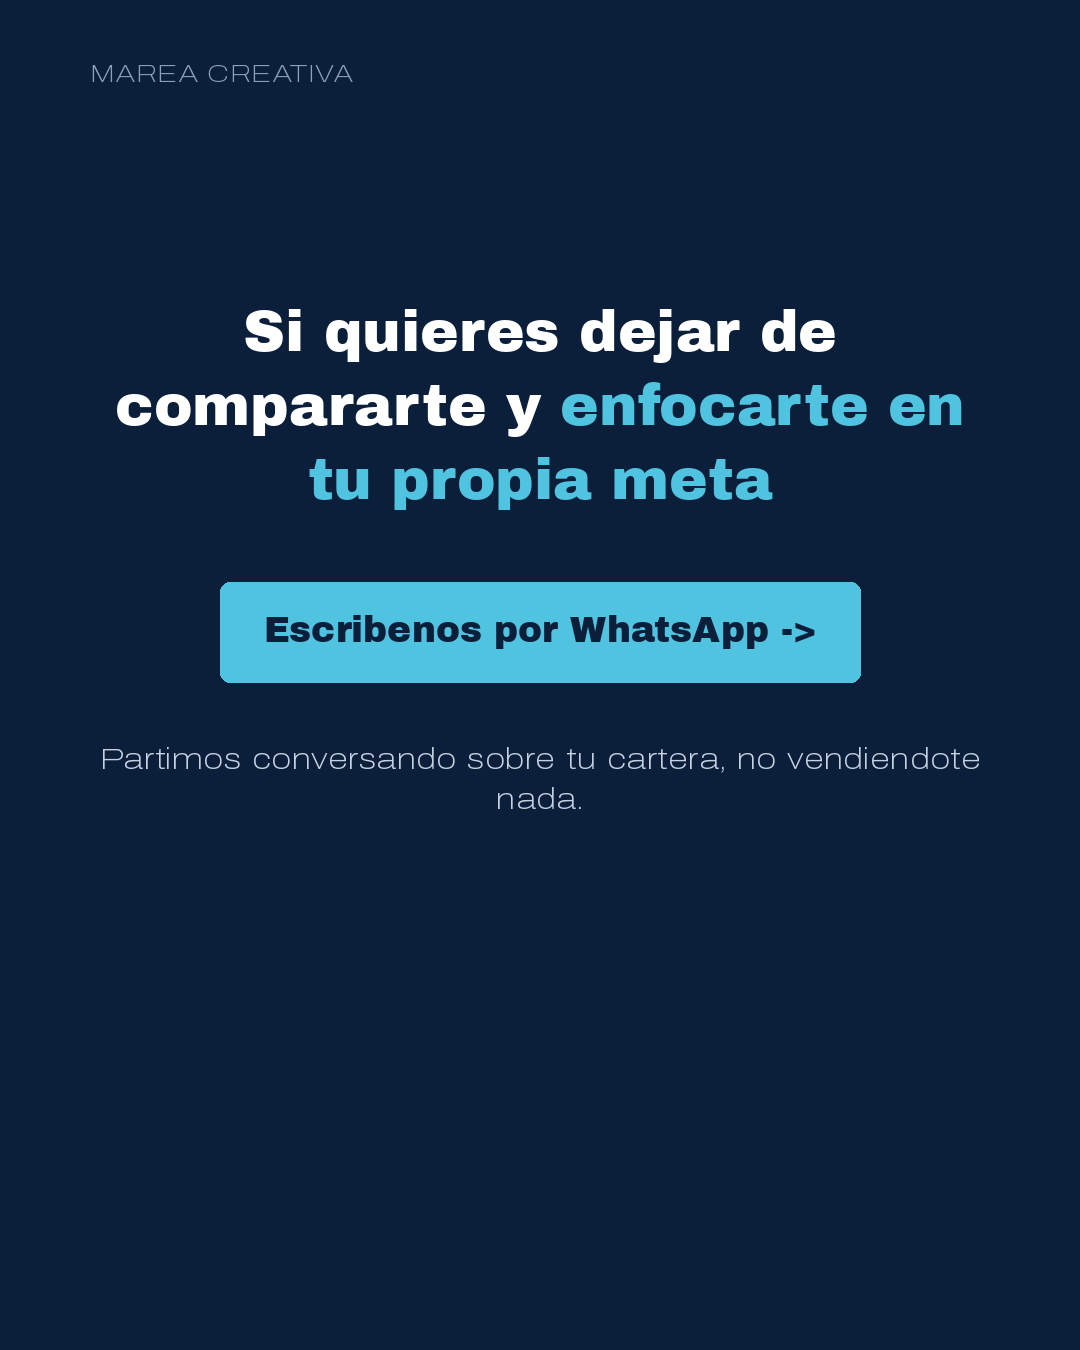 MAREA CREATIVA
Si quieres dejar de
compararte y enfocarte en
tu propia meta
Escribenos por WhatsApp ->
Partimos conversando sobre tu cartera, no vendiendote
nada.